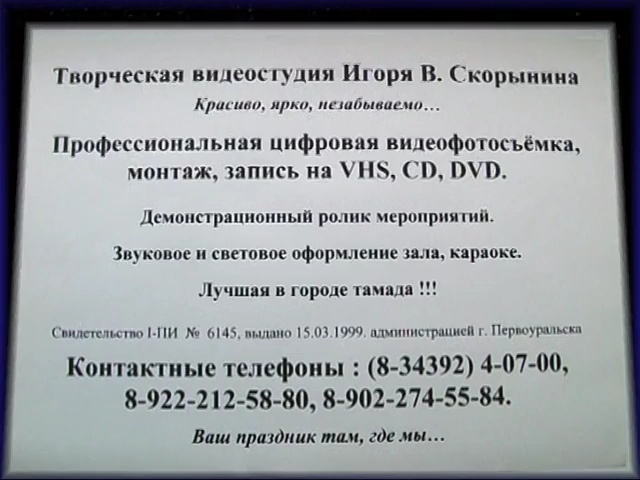 Творческая видеостудия Игоря В. Скорынина
Красиво, ярко, незабываемо...
Профессиональная цифровая видеофотосъёмка,
монтаж, запись на VHS, CD, DVD.
Демонстрационный ролик мероприятий.
Звуковое и световое оформление зала, караоке.
Лучшая в городе тамада !!!
Свидетельство I-ПИ № 6145, выдано 15.03.1999. администрацией г. Первоуральска
Контактные телефоны : (8-34392) 4-07-00,
8-922-212-58-80, 8-902-274-55-84.
Ваш праздник там, где мы...